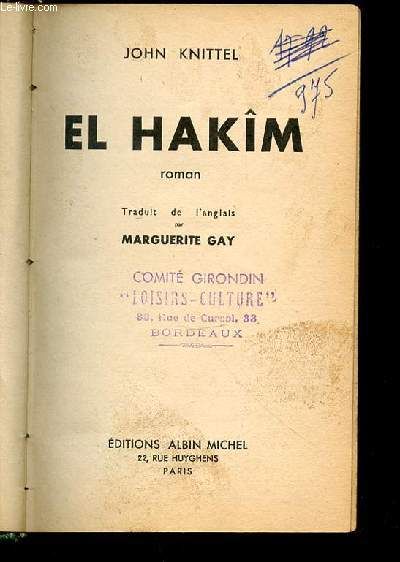 www.le-livre.com
JOHN KNITTEL
975
EL HAKÎM
roman
Traduit de l'anglais
par
MARGUERITE GAY
COMITÉ GIRONDIN
"LOISIRS-CULTURE"
Rue de Cursol, 33
BORDEAUX
ÉDITIONS ALBIN MICHEL
22, RUE HUYGHENS
PARIS